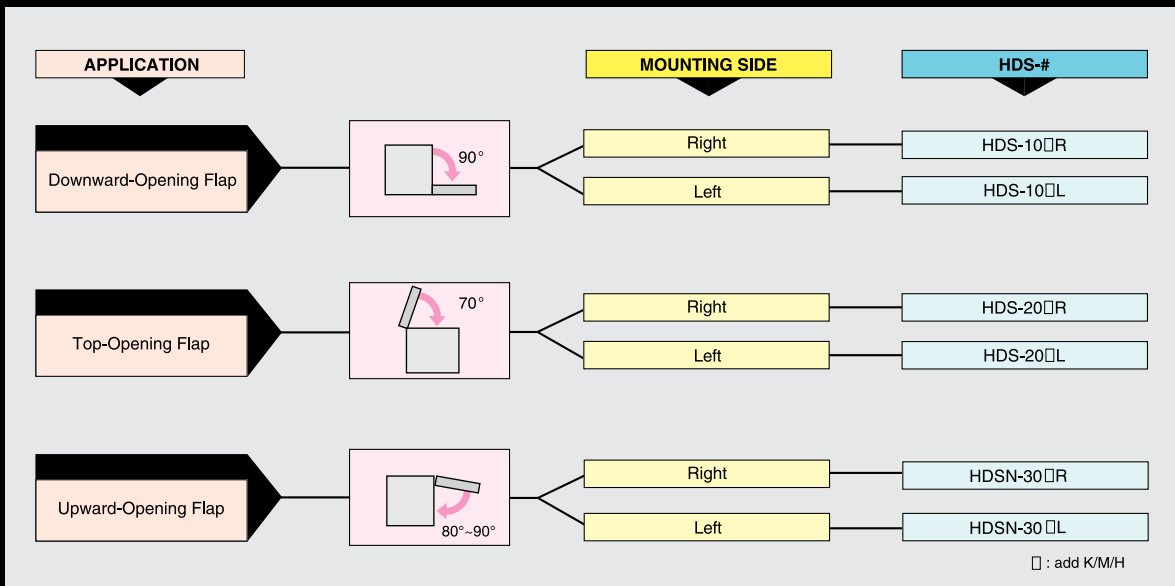 APPLICATION
MOUNTING SIDE
HDS-#
Downward-Opening Flap
90°
Right
HDS-10▯R
Left
HDS-10▯L
Top-Opening Flap
70°
Right
HDS-20▯R
Left
HDS-20▯L
Upward-Opening Flap
80°~90°
Right
HDSN-30▯R
Left
HDSN-30 ▯L
▯ : add K/M/H